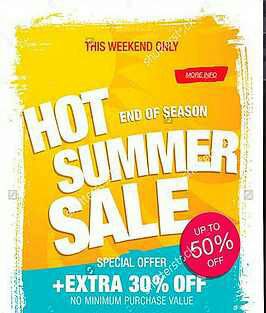 THIS WEEKEND ONLY
MORE INFO
HOT
END OF SEASON
SUMMER
SALE
UP TO
50%
OFF
SPECIAL OFFER
+EXTRA 30% OFF
NO MINIMUM PURCHASE VALUE